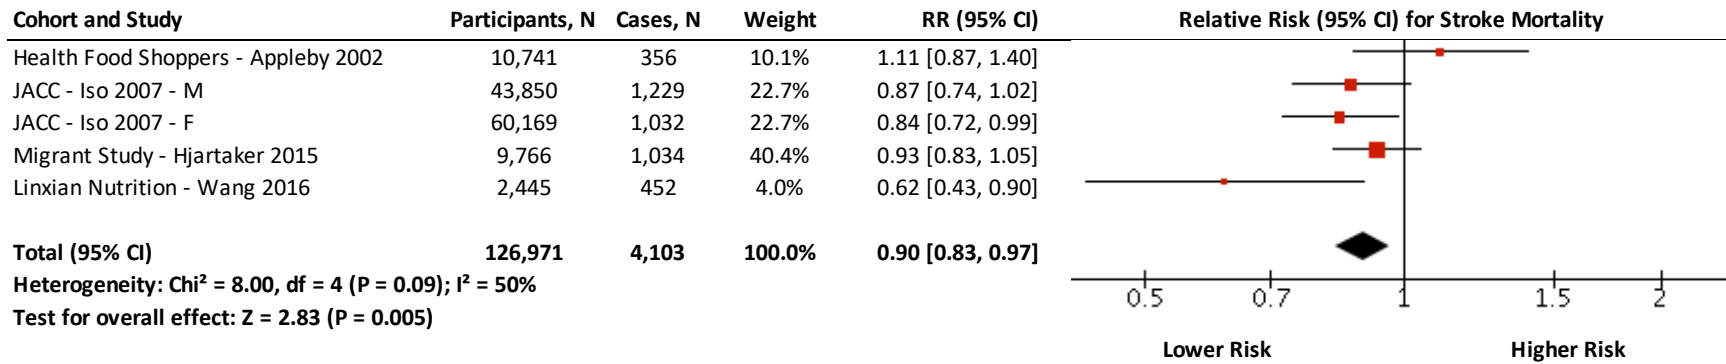 Cohort and Study Participants, N Cases, N Weight RR (95% CI) Relative Risk (95% CI) for Stroke Mortality
Health Food Shoppers - Appleby 2002 10,741 356 10.1% 1.11 [0.87, 1.40]
JACC - Iso 2007 - M 43,850 1,229 22.7% 0.87 [0.74, 1.02]
JACC - Iso 2007 - F 60,169 1,032 22.7% 0.84 [0.72, 0.99]
Migrant Study - Hjartaker 2015 9,766 1,034 40.4% 0.93 [0.83, 1.05]
Linxian Nutrition - Wang 2016 2,445 452 4.0% 0.62 [0.43, 0.90]
Total (95% CI) 126,971 4,103 100.0% 0.90 [0.83, 0.97]
Heterogeneity: Chi² = 8.00, df = 4 (P = 0.09); I² = 50%
0.5 0.7 1 1.5 2
Test for overall effect: Z = 2.83 (P = 0.005)
Lower Risk Higher Risk